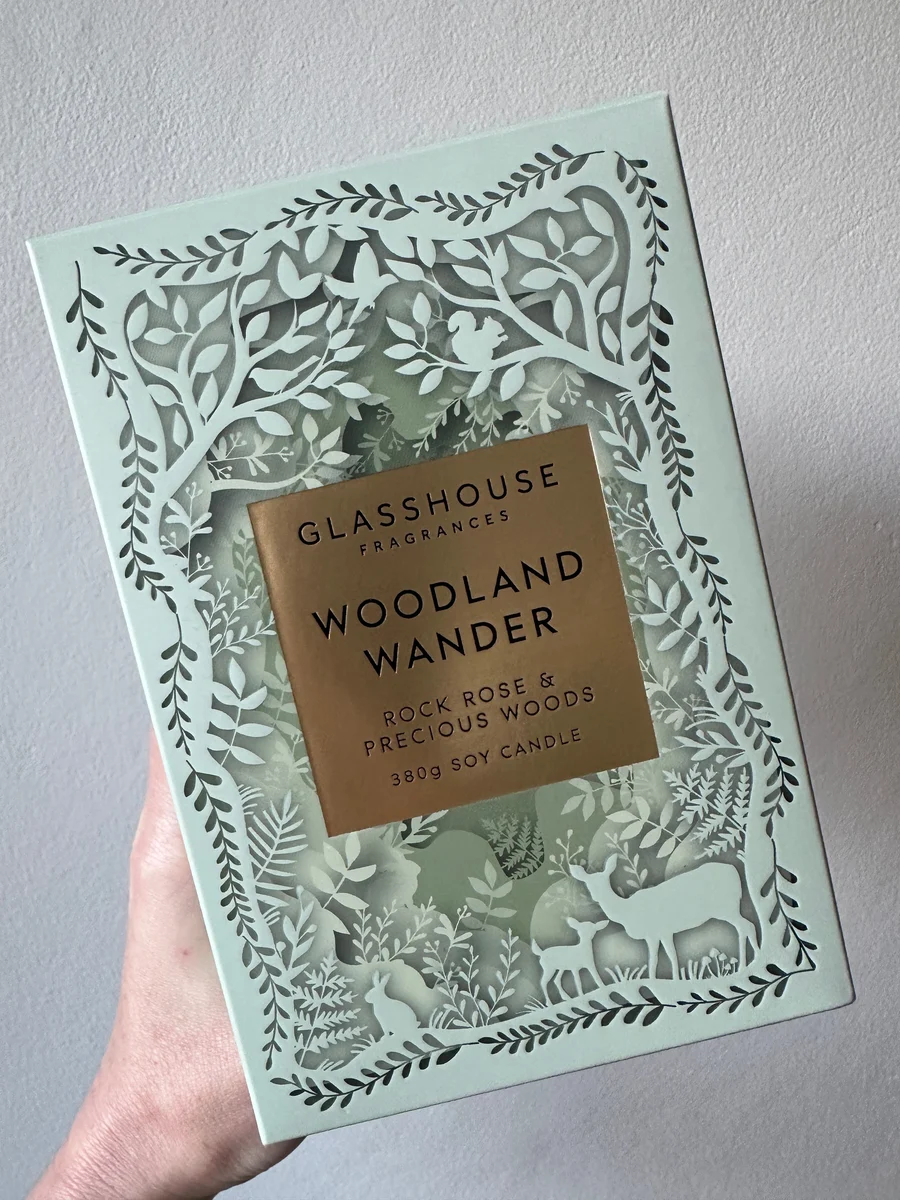 GLASSHOUSE
FRAGRANCES
WOODLAND
WANDER
ROCK ROSE &
PRECIOUS WOODS
380g SOY CANDLE